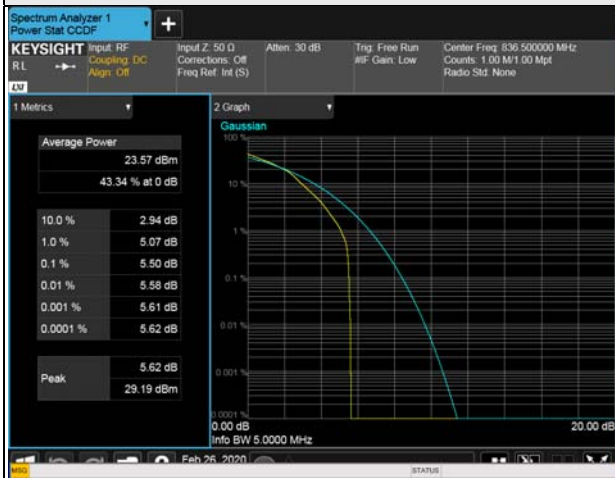 Spectrum Analyzer 1
Power Stat CCDF
+
KEYSIGHT
RL
LXI
Input: RF
Coupling: DC
Align: Off
Input Z: 50 Ω
Corrections: Off
Freq Ref: Int (S)
Atten: 30 dB
Trig: Free Run
#IF Gain: Low
Center Freq: 836.500000 MHz
Counts: 1.00 M/1.00 Mpt
Radio Std: None
1 Metrics
Average Power
23.57 dBm
43.34 % at 0 dB
10.0 % 2.94 dB
1.0 % 5.07 dB
0.1 % 5.50 dB
0.01 % 5.58 dB
0.001 % 5.61 dB
0.0001 % 5.62 dB
Peak
5.62 dB
29.19 dBm
2 Graph
Gaussian
100 %
10 %
1 %
0.1 %
0.01 %
0.001 %
0.0001 %
0.00 dB
20.00 dB
Info BW 5.0000 MHz
Feb 26, 2020
MSG
STATUS